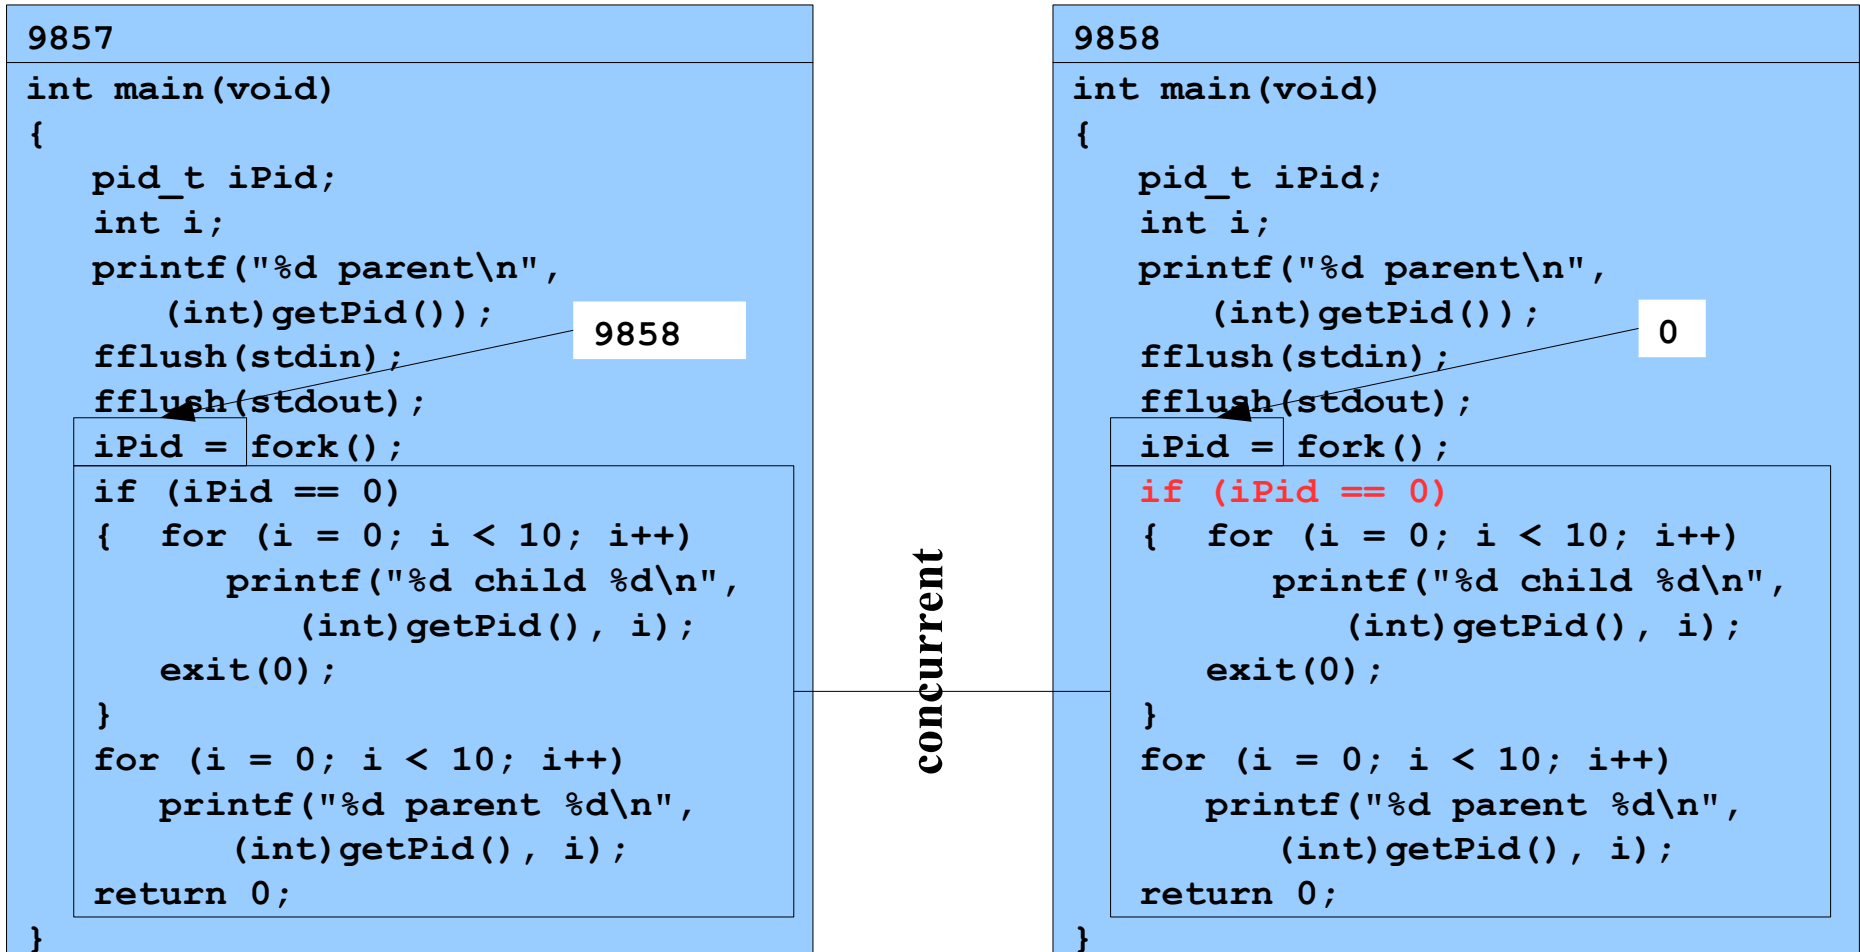 9857
int main(void)
{
pid_t iPid;
int i;
printf("%d parent\n",
(int)getPid());
9858
fflush(stdin);
fflush(stdout);
iPid = fork();
if (iPid == 0)
{ for (i = 0; i < 10; i++)
printf("%d child %d\n",
(int)getPid(), i);
exit(0);
}
for (i = 0; i < 10; i++)
printf("%d parent %d\n",
(int)getPid(), i);
return 0;
}
concurrent
9858
int main(void)
{
pid_t iPid;
int i;
printf("%d parent\n",
(int)getPid());
0
fflush(stdin);
fflush(stdout);
iPid = fork();
if (iPid == 0)
{ for (i = 0; i < 10; i++)
printf("%d child %d\n",
(int)getPid(), i);
exit(0);
}
for (i = 0; i < 10; i++)
printf("%d parent %d\n",
(int)getPid(), i);
return 0;
}